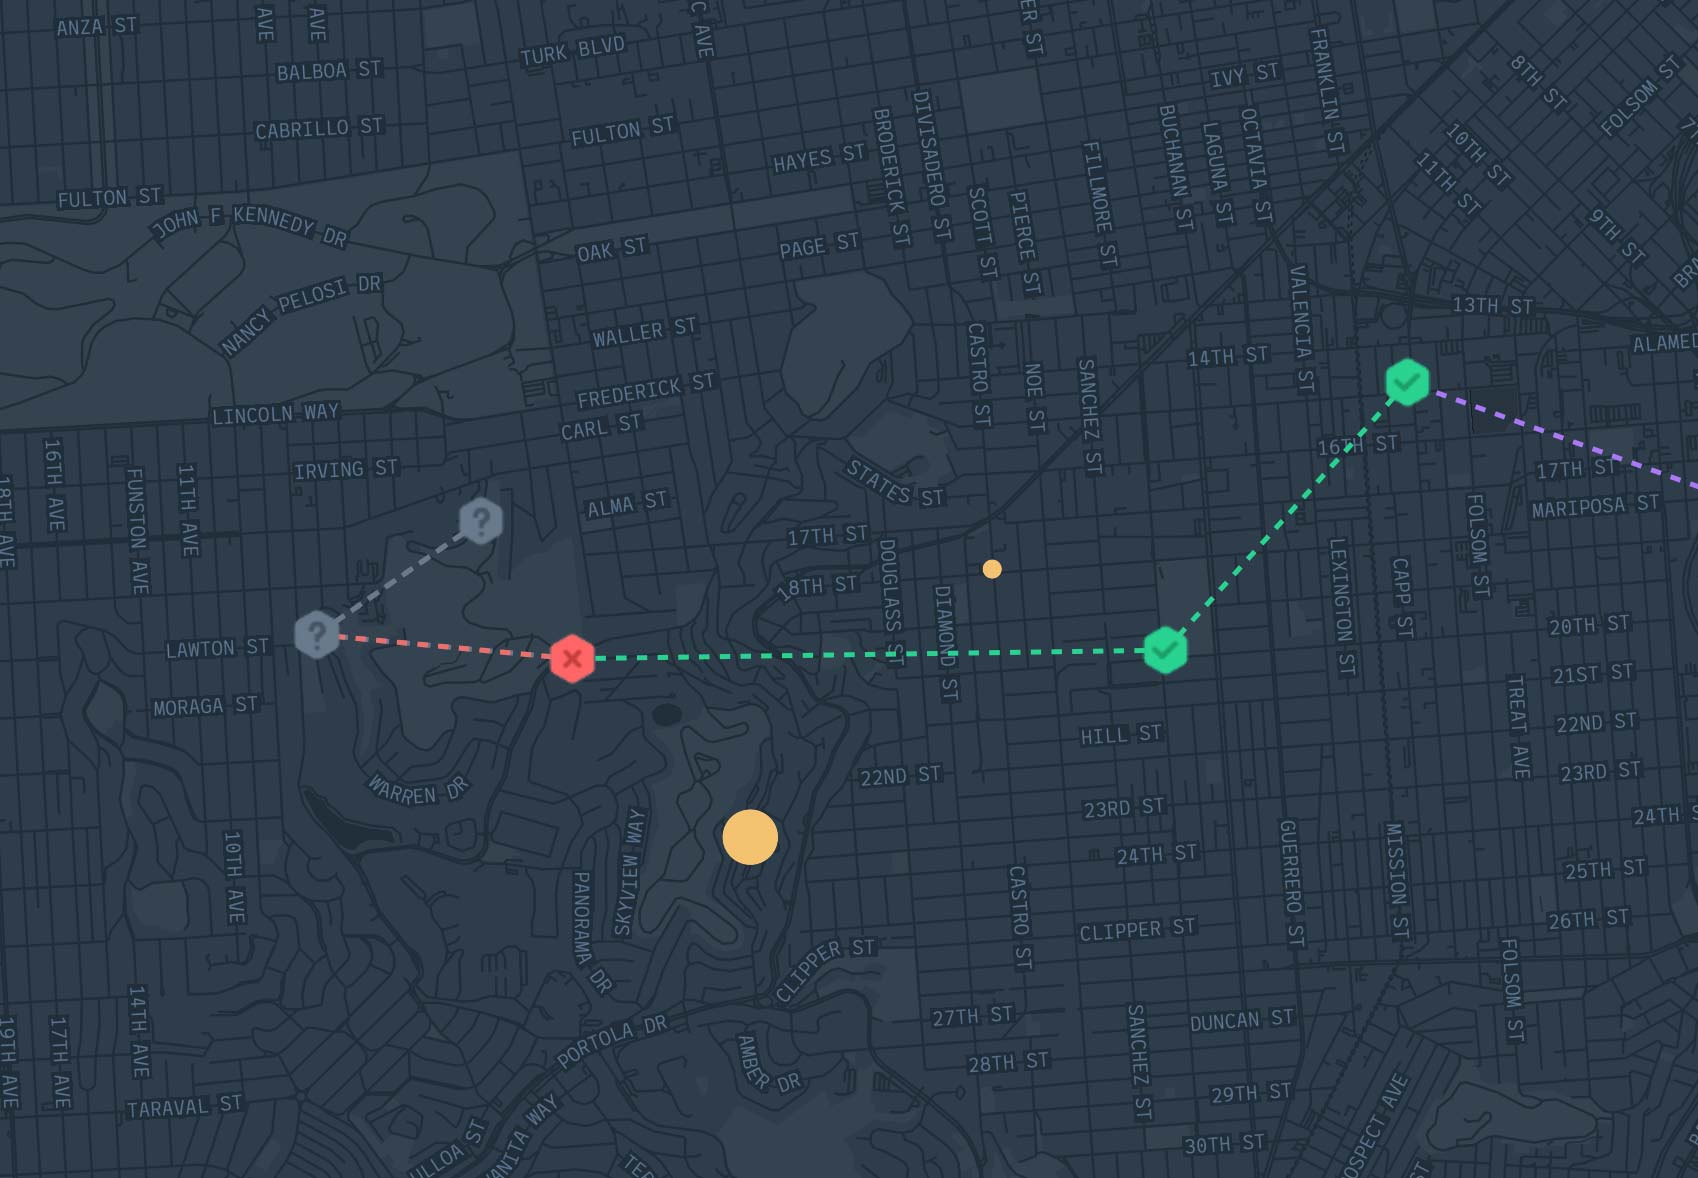 ANZA ST
AVE
AVE
TURK BLVD
BALBOA ST
IVY ST
FRANKLIN ST
8TH ST
FOLSOM ST
CABRILLO ST
FULTON ST
HAYES ST
BRODERICK ST
DIVISADERO ST
FILLMORE ST
BUCHANAN ST
LAGUNA ST
OCTAVIA ST
10TH ST
11TH ST
9TH ST
FULTON ST
JOHN F KENNEDY DR
OAK ST
PAGE ST
SCOTT ST
PIERCE ST
NANCY PELOSI DR
VALENCIA ST
13TH ST
WALLER ST
CASTRO ST
NOE ST
SANCHEZ ST
14TH ST
ALAMED
FREDERICK ST
LINCOLN WAY
CARL ST
16TH ST
16TH AVE
FUNSTON AVE
11TH AVE
18TH AVE
IRVING ST
STATES ST
17TH ST
MARIPOSA ST
ALMA ST
17TH ST
FOLSOM ST
DOUGLASS ST
18TH ST
DIAMOND ST
LEXINGTON ST
CAPP ST
20TH ST
LAWTON ST
21ST ST
MORAGA ST
TREAT AVE
22ND ST
HILL ST
22ND ST
23RD ST
WARREN DR
23RD ST
24TH S
SKYVIEW WAY
10TH AVE
24TH ST
GUERRERO ST
MISSION ST
25TH ST
PANORAMA DR
CASTRO ST
CLIPPER ST
26TH ST
CLIPPER ST
FOLSOM ST
14TH AVE
17TH AVE
19TH AVE
PORTOLA DR
27TH ST
SANCHEZ ST
DUNCAN ST
AMBER DR
28TH ST
29TH ST
OSPECT AVE
TARAVAL ST
ULLOA ST
ANITA WAY
30TH ST